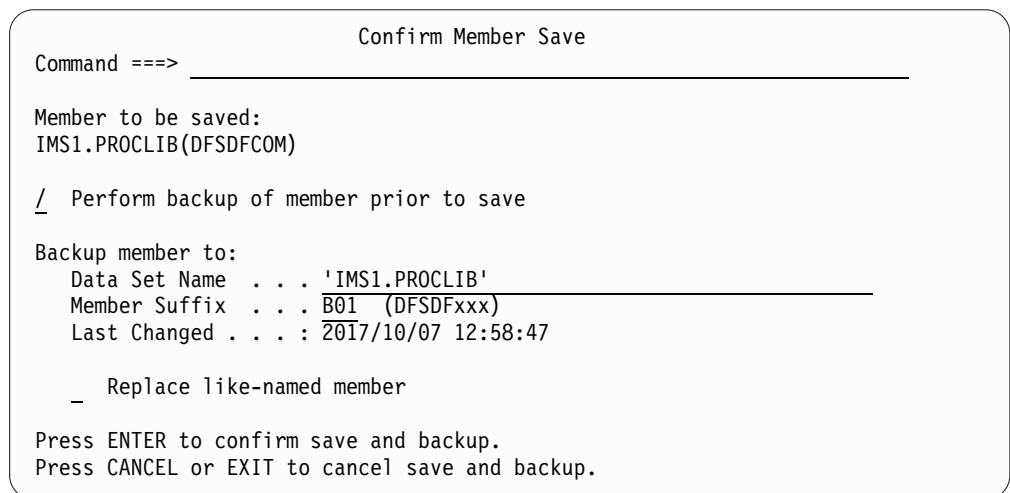 Confirm Member Save
Command ===>
Member to be saved:
IMS1.PROCLIB(DFSDFCOM)
/ Perform backup of member prior to save
Backup member to:
Data Set Name . . . 'IMS1.PROCLIB'
Member Suffix . . . B01 (DFSDFxxx)
Last Changed . . . : 2017/10/07 12:58:47
_ Replace like-named member
Press ENTER to confirm save and backup.
Press CANCEL or EXIT to cancel save and backup.